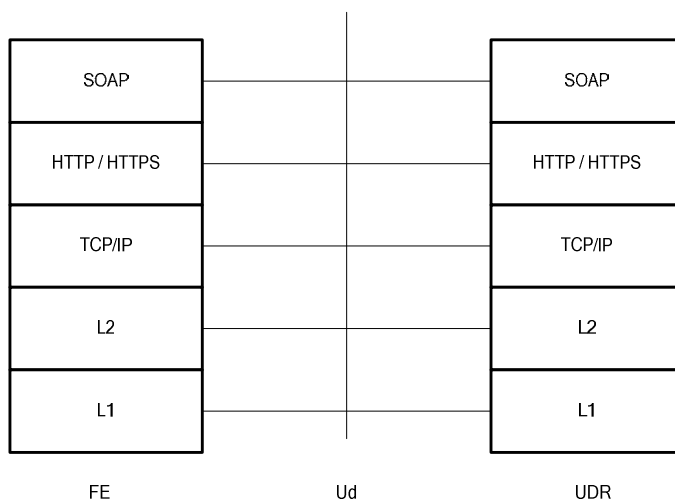 SOAP
SOAP
HTTP / HTTPS
HTTP / HTTPS
TCP/IP
TCP/IP
L2
L2
L1
L1
FE
Ud
UDR